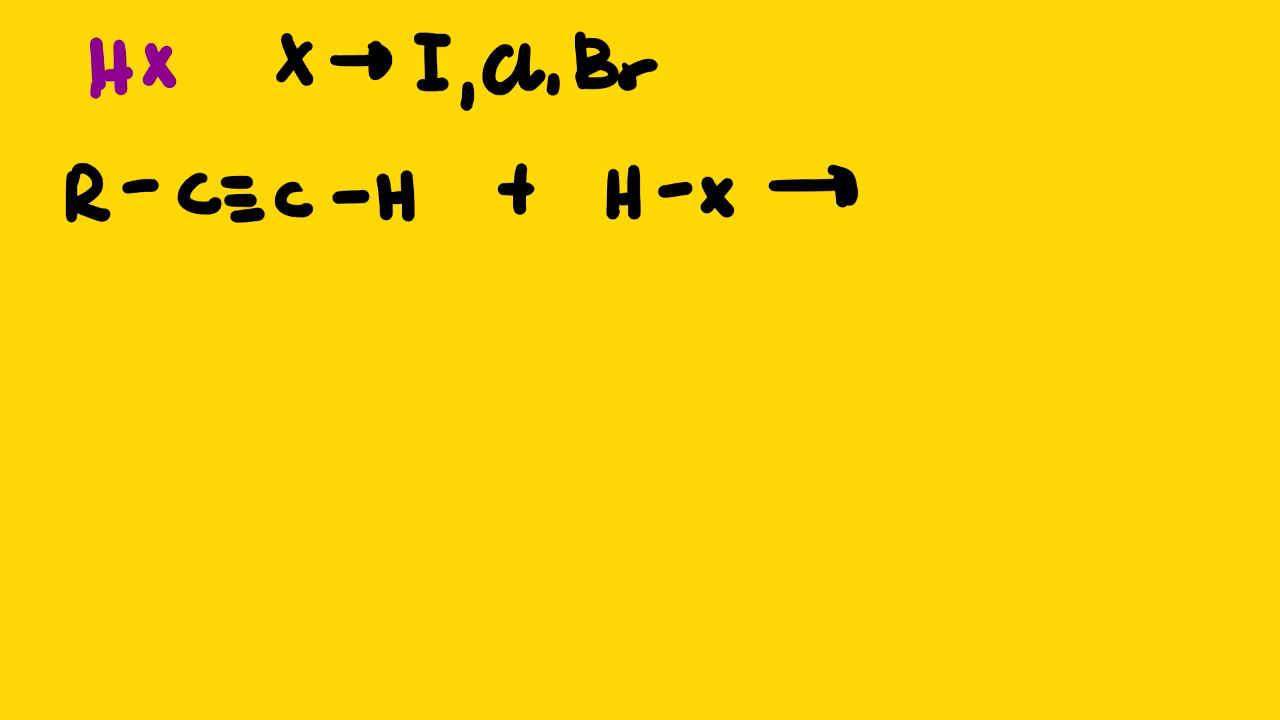 HX X → I, Cl, Br
R - C ≡ C - H + H - X →